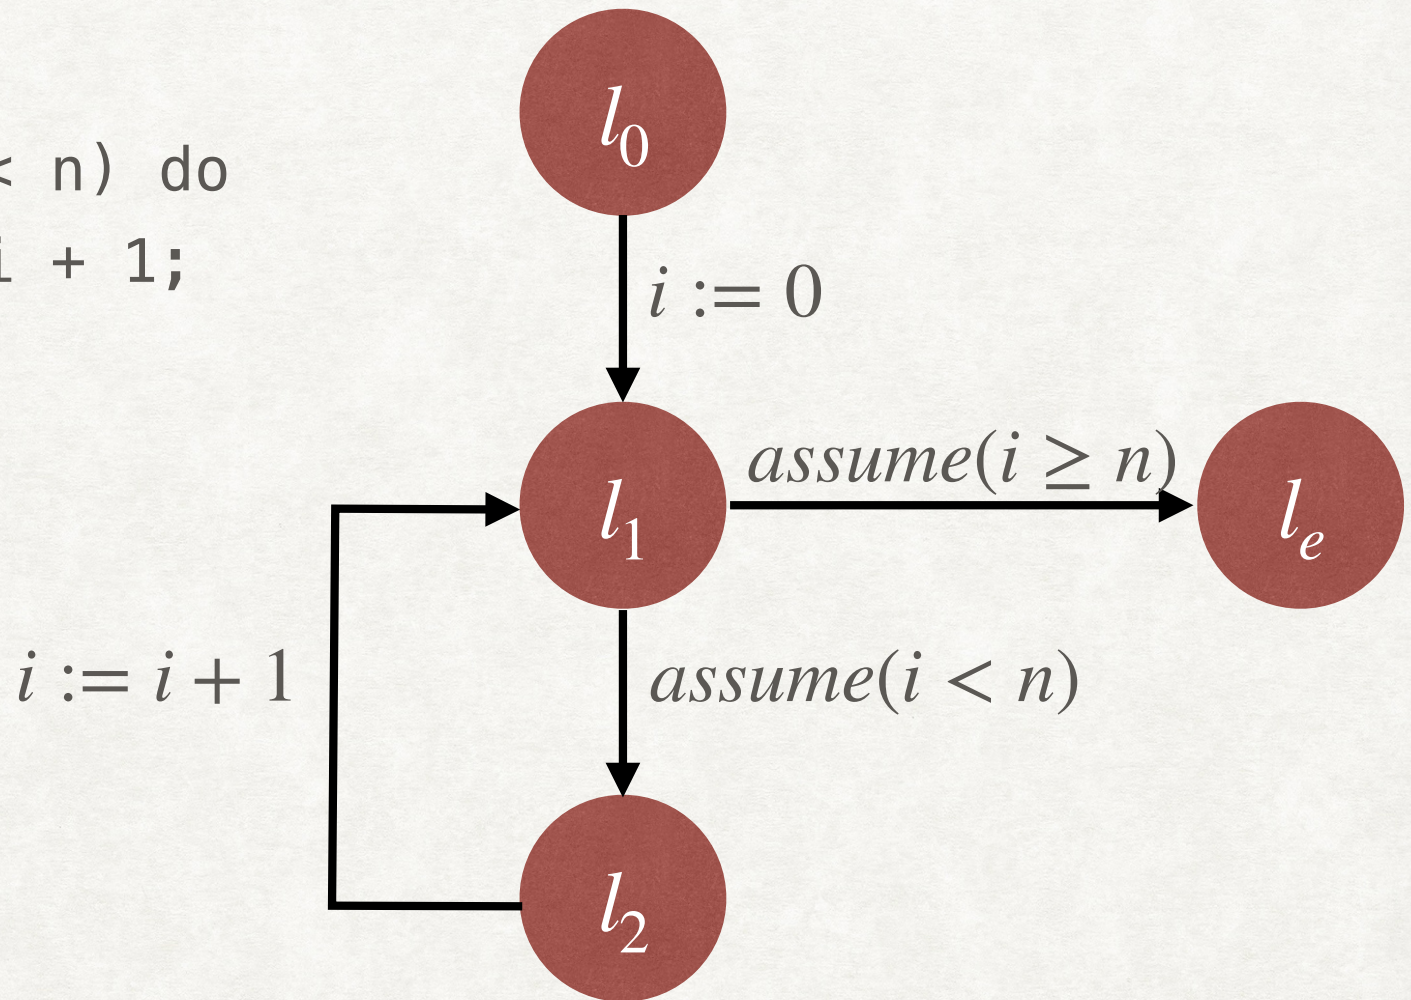 l₀
< n) do
i + 1;
i := 0
assume(i ≥ n)
l₁
lₑ
i := i + 1
assume(i < n)
l₂